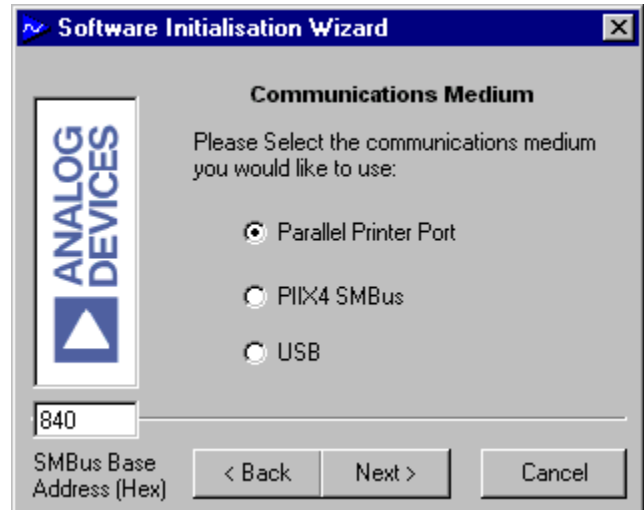 Software Initialisation Wizard
Communications Medium
ANALOG
DEVICES
Please Select the communications medium
you would like to use:
Parallel Printer Port
PIIX4 SMBus
USB
840
SMBus Base
Address (Hex)
< Back
Next >
Cancel